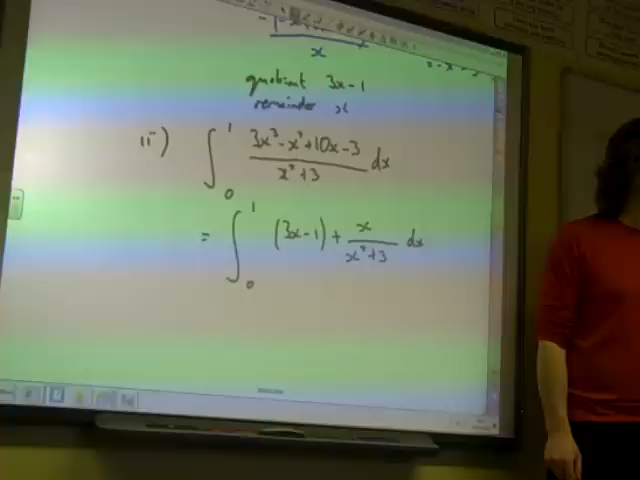 x
quotient 3x-1
remainder x
ii) ∫₀¹ (3x³-x²+10x-3)/(x²+3) dx
= ∫₀¹ (3x-1) + x/(x²+3) dx